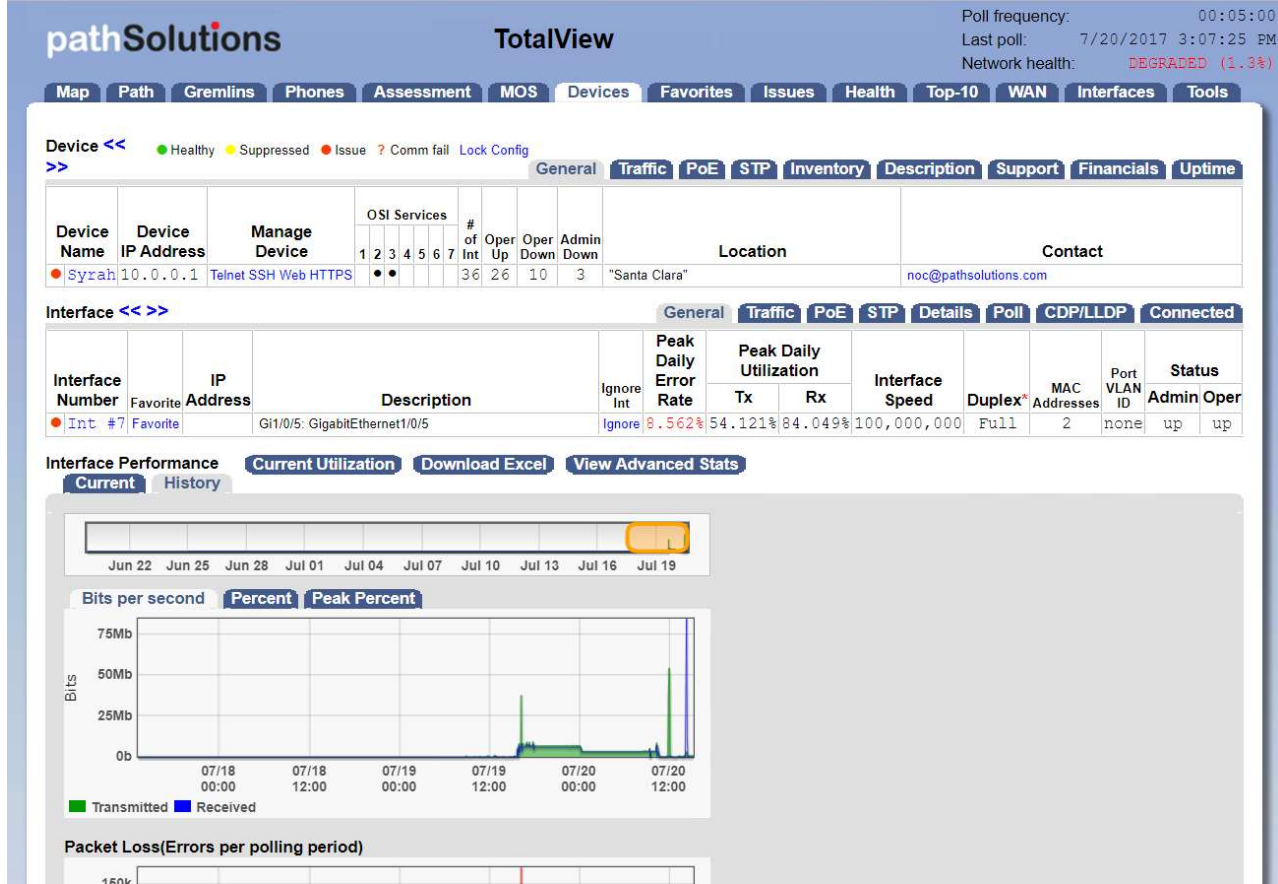 pathSolutions
TotalView
Poll frequency: 00:05:00
Last poll: 7/20/2017 3:07:25 PM
Network health: DEGRADED (1.3%)
Map Path Gremlins Phones Assessment MOS Devices Favorites Issues Health Top-10 WAN Interfaces Tools
Device <<
>>
Healthy Suppressed Issue ? Comm fail Lock Config
General Traffic PoE STP Inventory Description Support Financials Uptime
Device Name
Device IP Address
Manage Device
OSI Services
1 2 3 4 5 6 7
# of Int
Oper Up
Oper Down
Admin Down
Location
Contact
Syrah 10.0.0.1 Telnet SSH Web HTTPS 36 26 10 3 "Santa Clara" noc@pathsolutions.com
Interface << >>
General Traffic PoE STP Details Poll CDP/LLDP Connected
Interface Number
Favorite
IP Address
Description
Ignore Int
Peak Daily Error Rate
Peak Daily Utilization
Tx Rx
Interface Speed
Duplex*
MAC Addresses
Port VLAN ID
Status
Admin Oper
Int #7 Favorite Gi1/0/5: GigabitEthernet1/0/5 Ignore 8.562% 54.121% 84.049% 100,000,000 Full 2 none up up
Interface Performance Current Utilization Download Excel View Advanced Stats
Current History
Jun 22 Jun 25 Jun 28 Jul 01 Jul 04 Jul 07 Jul 10 Jul 13 Jul 16 Jul 19
Bits per second Percent Peak Percent
75Mb
50Mb
25Mb
0b
Bits
07/18 07/18 07/19 07/19 07/20 07/20
00:00 12:00 00:00 12:00 00:00 12:00
Transmitted Received
Packet Loss(Errors per polling period)
150k